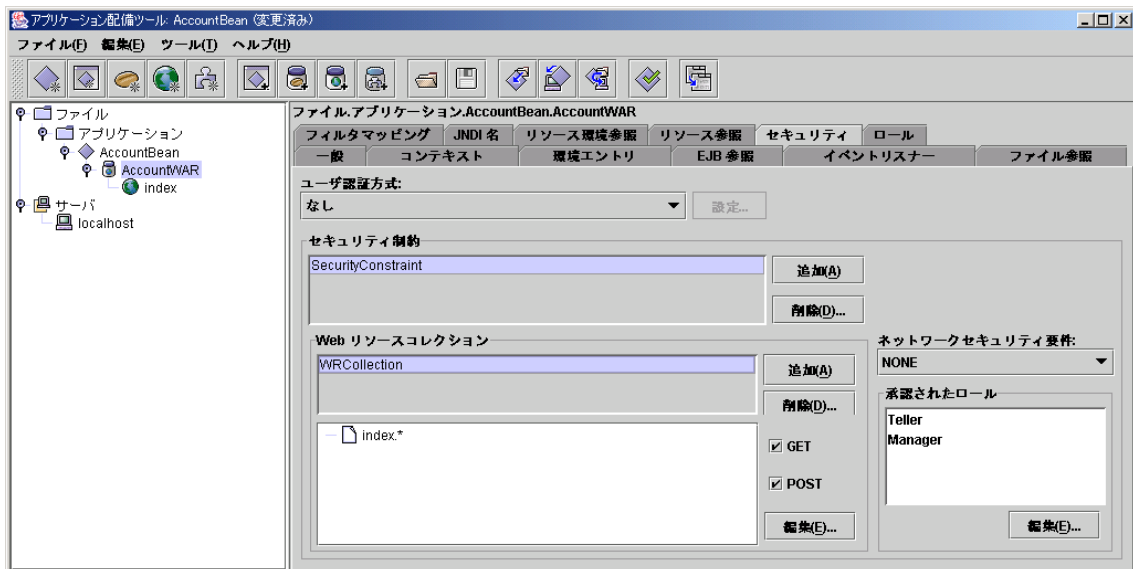 アプリケーション配備ツール: AccountBean (変更済み)
ファイル(F) 編集(E) ツール(T) ヘルプ(H)
ファイル
アプリケーション
AccountBean
AccountWAR
index
サーバ
localhost
ファイル.アプリケーション.AccountBean.AccountWAR
フィルタマッピング JNDI 名 リソース環境参照 リソース参照 セキュリティ ロール
一般 コンテキスト 環境エントリ EJB 参照 イベントリスナー ファイル参照
ユーザ認証方式:
なし 設定...
セキュリティ制約
SecurityConstraint
追加(A)
削除(D)...
Web リソースコレクション
WRCollection
追加(A)
削除(D)...
index.*
GET
POST
編集(E)...
ネットワークセキュリティ要件:
NONE
承認されたロール
Teller
Manager
編集(E)...